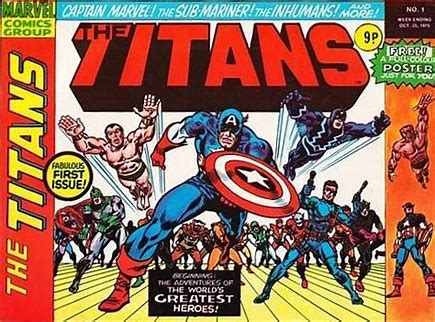 MARVEL
COMICS
GROUP
CAPTAIN MARVEL! THE SUB-MARINER! THE INHUMANS! AND MORE!
THE
TITANS
9p
NO. 1
WEEK ENDING
OCT. 25, 1975
FREE!
A FULL-COLOUR
POSTER
JUST FOR YOU!
FABULOUS
FIRST
ISSUE!
THE TITANS
BEGINNING:
THE ADVENTURES OF
THE WORLD'S
GREATEST
HEROES!